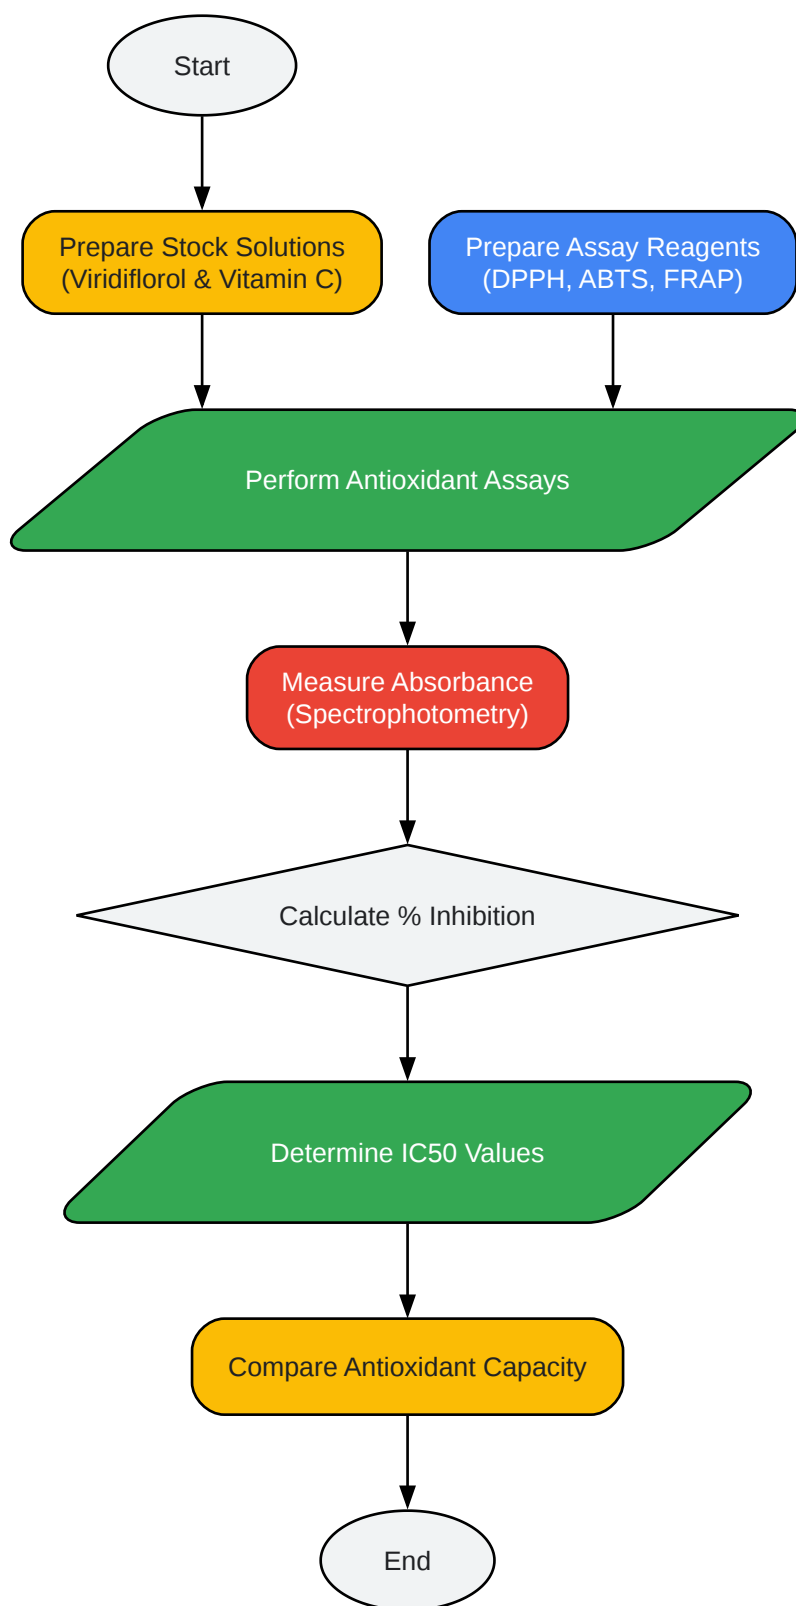 Start
Prepare Stock Solutions
(Viridiflorol & Vitamin C)
Prepare Assay Reagents
(DPPH, ABTS, FRAP)
Perform Antioxidant Assays
Measure Absorbance
(Spectrophotometry)
Calculate % Inhibition
Determine IC50 Values
Compare Antioxidant Capacity
End